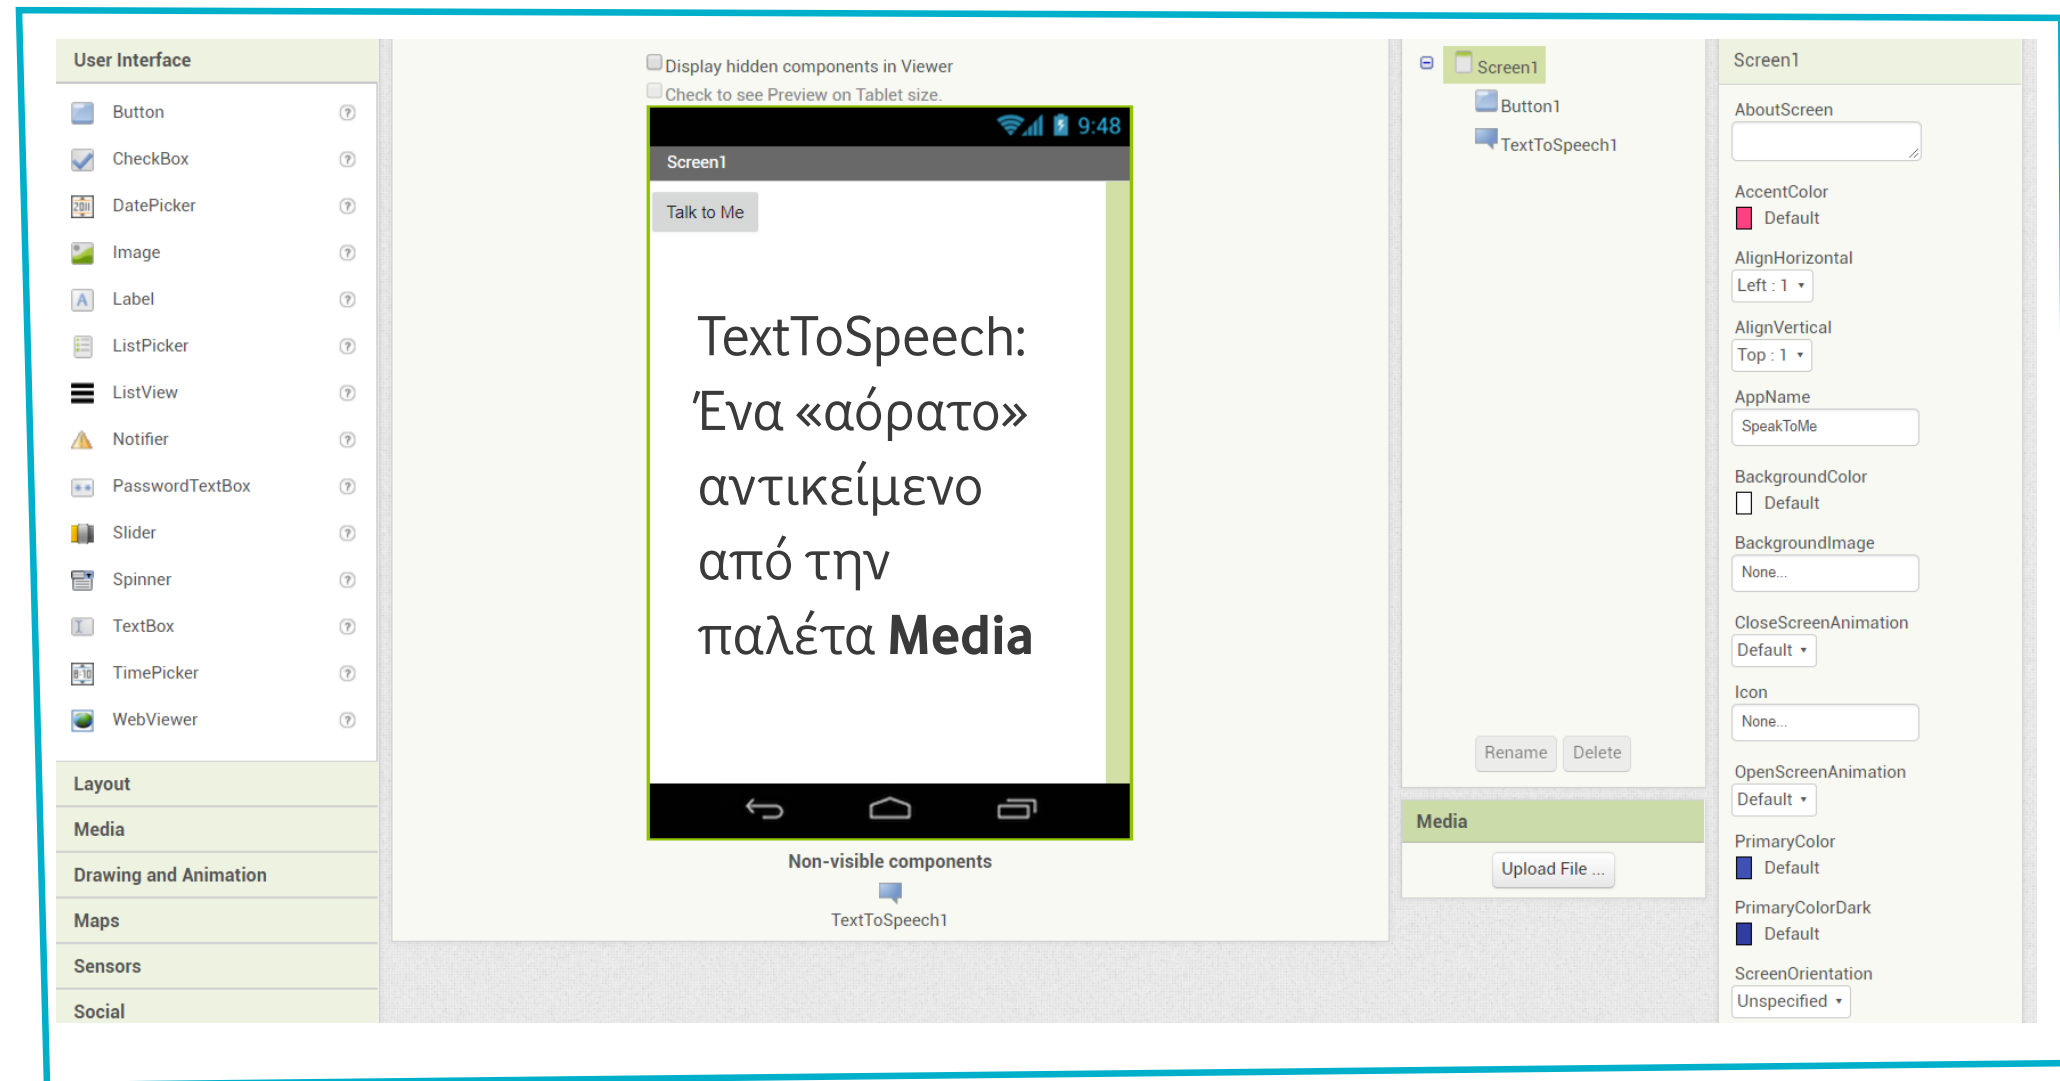 User Interface
Button
CheckBox
DatePicker
Image
Label
ListPicker
ListView
Notifier
PasswordTextBox
Slider
Spinner
TextBox
TimePicker
WebViewer
Layout
Media
Drawing and Animation
Maps
Sensors
Social
Display hidden components in Viewer
Check to see Preview on Tablet size.
9:48
Screen1
Talk to Me
TextToSpeech:
Ένα «αόρατο»
αντικείμενο
από την
παλέτα Media
Non-visible components
TextToSpeech1
Screen1
Button1
TextToSpeech1
Rename Delete
Media
Upload File ...
Screen1
AboutScreen
AccentColor
Default
AlignHorizontal
Left : 1
AlignVertical
Top : 1
AppName
SpeakToMe
BackgroundColor
Default
BackgroundImage
None...
CloseScreenAnimation
Default
Icon
None...
OpenScreenAnimation
Default
PrimaryColor
Default
PrimaryColorDark
Default
ScreenOrientation
Unspecified